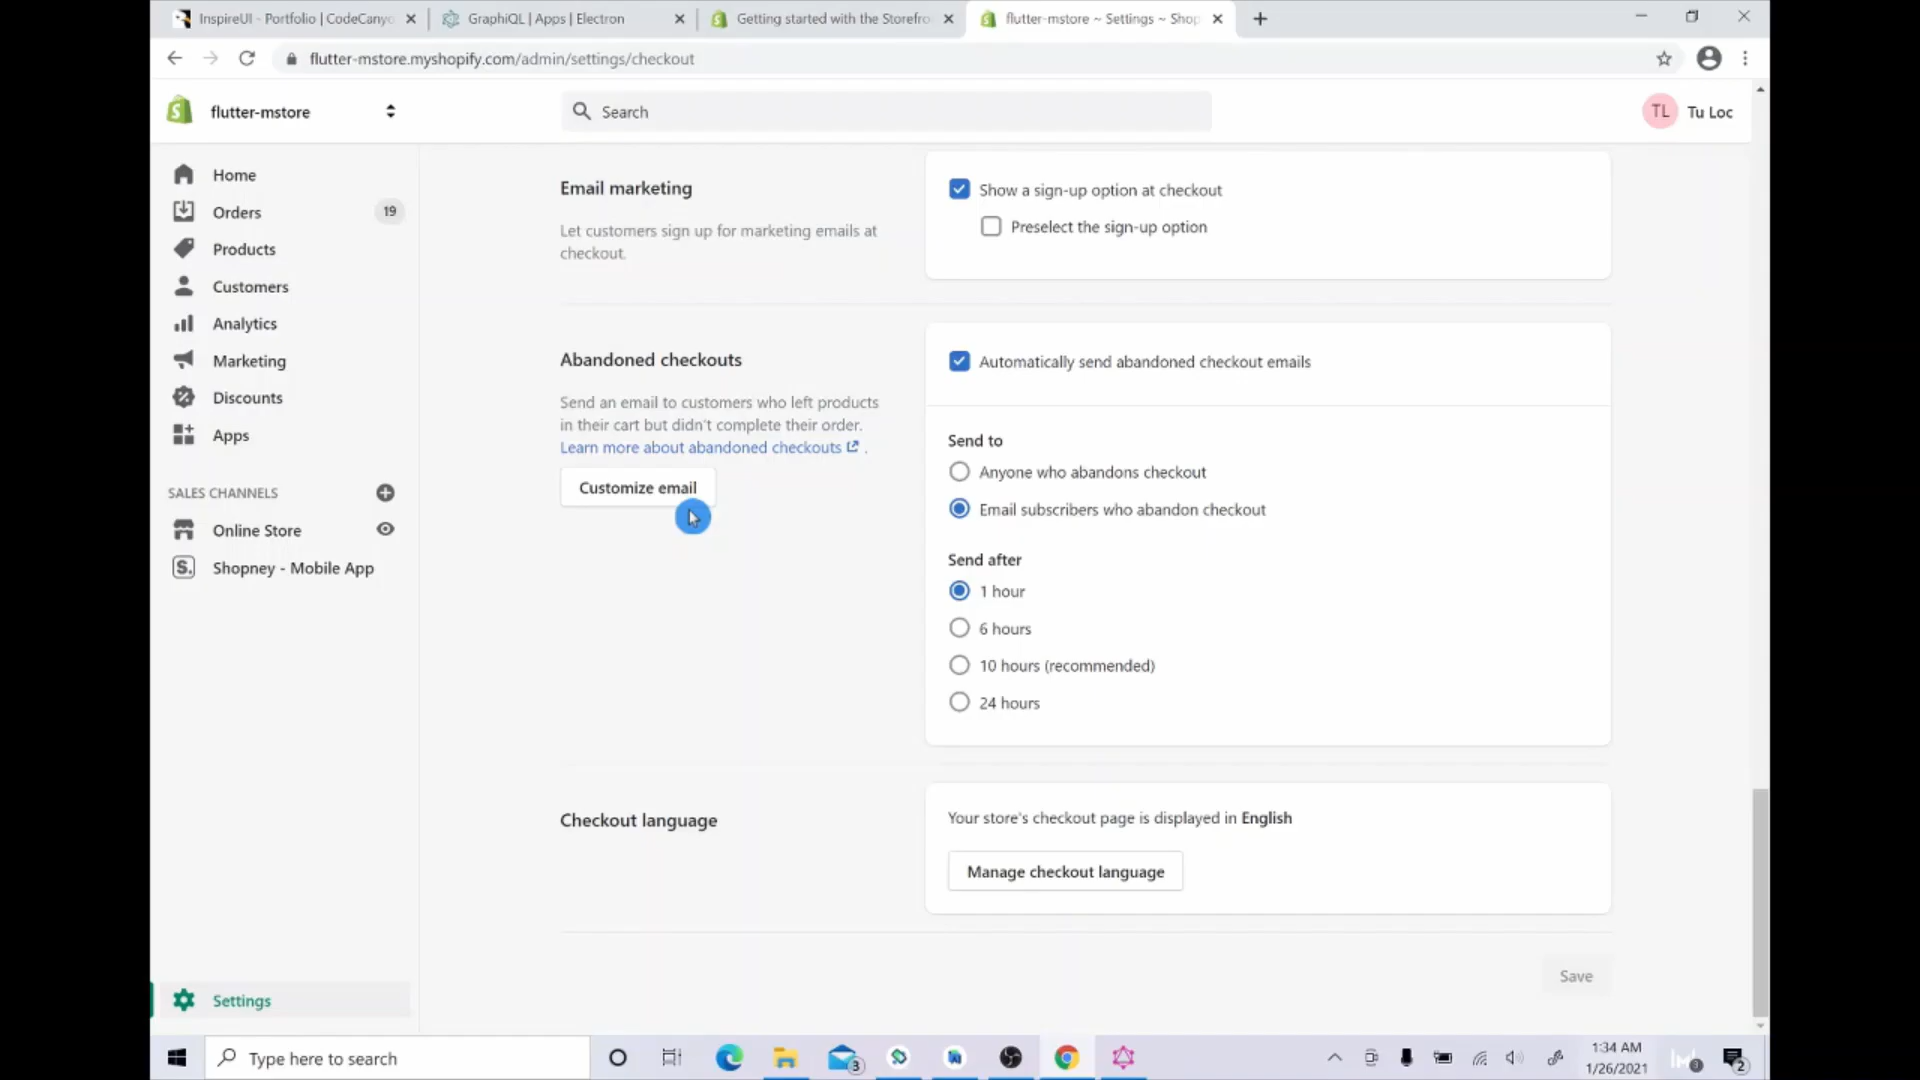 InspireUI - Portfolio | CodeCanyo
GraphiQL | Apps | Electron
Getting started with the Storefro
flutter-mstore ~ Settings ~ Shop
flutter-mstore.myshopify.com/admin/settings/checkout
flutter-mstore
Search
TL Tu Loc
Home
Orders 19
Products
Customers
Analytics
Marketing
Discounts
Apps
SALES CHANNELS
Online Store
S. Shopney - Mobile App
Settings
Email marketing
Let customers sign up for marketing emails at
checkout.
Show a sign-up option at checkout
Preselect the sign-up option
Abandoned checkouts
Send an email to customers who left products
in their cart but didn't complete their order.
Learn more about abandoned checkouts .
Customize email
Automatically send abandoned checkout emails
Send to
Anyone who abandons checkout
Email subscribers who abandon checkout
Send after
1 hour
6 hours
10 hours (recommended)
24 hours
Checkout language
Your store's checkout page is displayed in English
Manage checkout language
Save
Type here to search
3
1:34 AM
1/26/2021
2